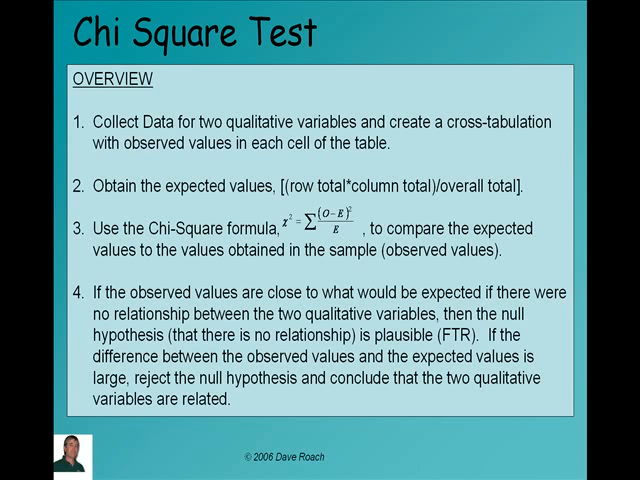 Chi Square Test
OVERVIEW
1. Collect Data for two qualitative variables and create a cross-tabulation
with observed values in each cell of the table.
2. Obtain the expected values, [(row total*column total)/overall total].
3. Use the Chi-Square formula, χ² = ∑ (O − E)² / E , to compare the expected
values to the values obtained in the sample (observed values).
4. If the observed values are close to what would be expected if there were
no relationship between the two qualitative variables, then the null
hypothesis (that there is no relationship) is plausible (FTR). If the
difference between the observed values and the expected values is
large, reject the null hypothesis and conclude that the two qualitative
variables are related.
© 2006 Dave Roach